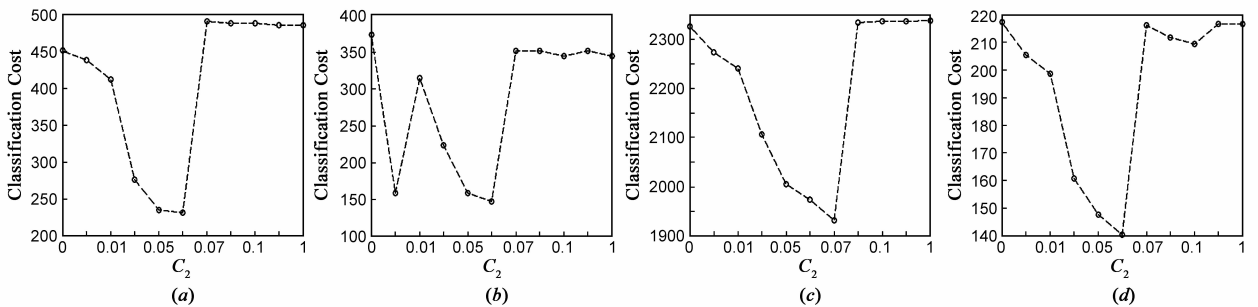 Classification Cost
500
450
400
350
300
250
200
0 0.01 0.05 0.07 0.1 1
C2
(a)
Classification Cost
400
350
300
250
200
150
100
0 0.01 0.05 0.07 0.1 1
C2
(b)
Classification Cost
2300
2200
2100
2000
1900
0 0.01 0.05 0.07 0.1 1
C2
(c)
Classification Cost
220
210
200
190
180
170
160
150
140
0 0.01 0.05 0.07 0.1 1
C2
(d)